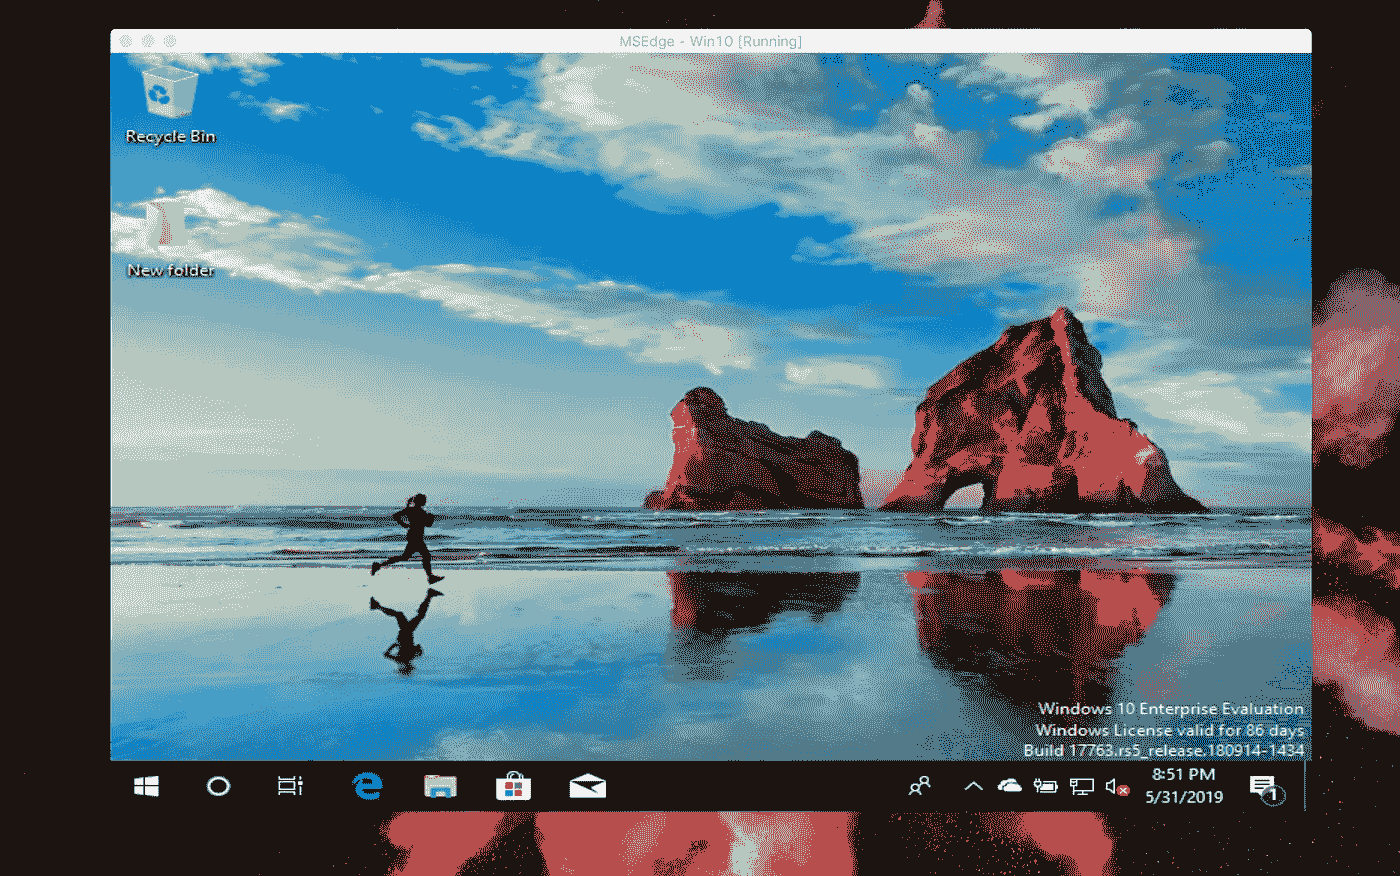 MSEdge - Win10 [Running]
Recycle Bin
New folder
Windows 10 Enterprise Evaluation
Windows License valid for 86 days
Build 17763.rs5_release.180914-1434
8:51 PM
5/31/2019
1